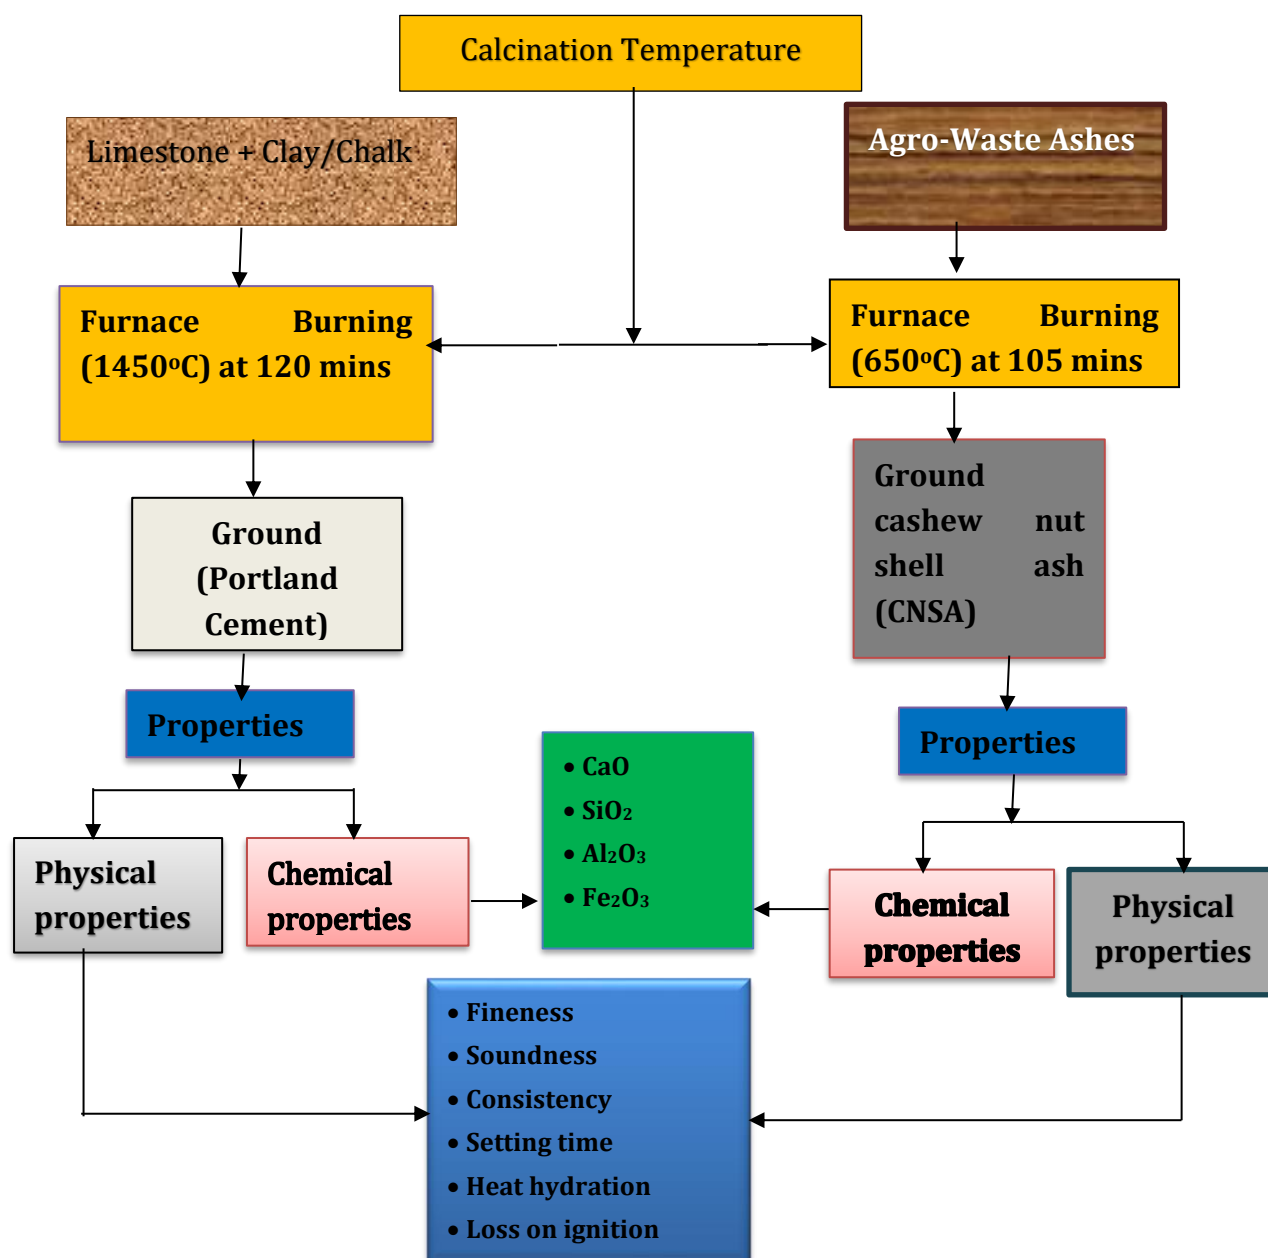 Calcination Temperature
Limestone + Clay/Chalk
Agro-Waste Ashes
Furnace Burning
(1450ºC) at 120 mins
Furnace Burning
(650ºC) at 105 mins
Ground
(Portland
Cement)
Ground
cashew nut
shell ash
(CNSA)
Properties
Properties
• CaO
• SiO₂
• Al₂O₃
• Fe₂O₃
Physical
properties
Chemical
properties
Chemical
properties
Physical
properties
• Fineness
• Soundness
• Consistency
• Setting time
• Heat hydration
• Loss on ignition